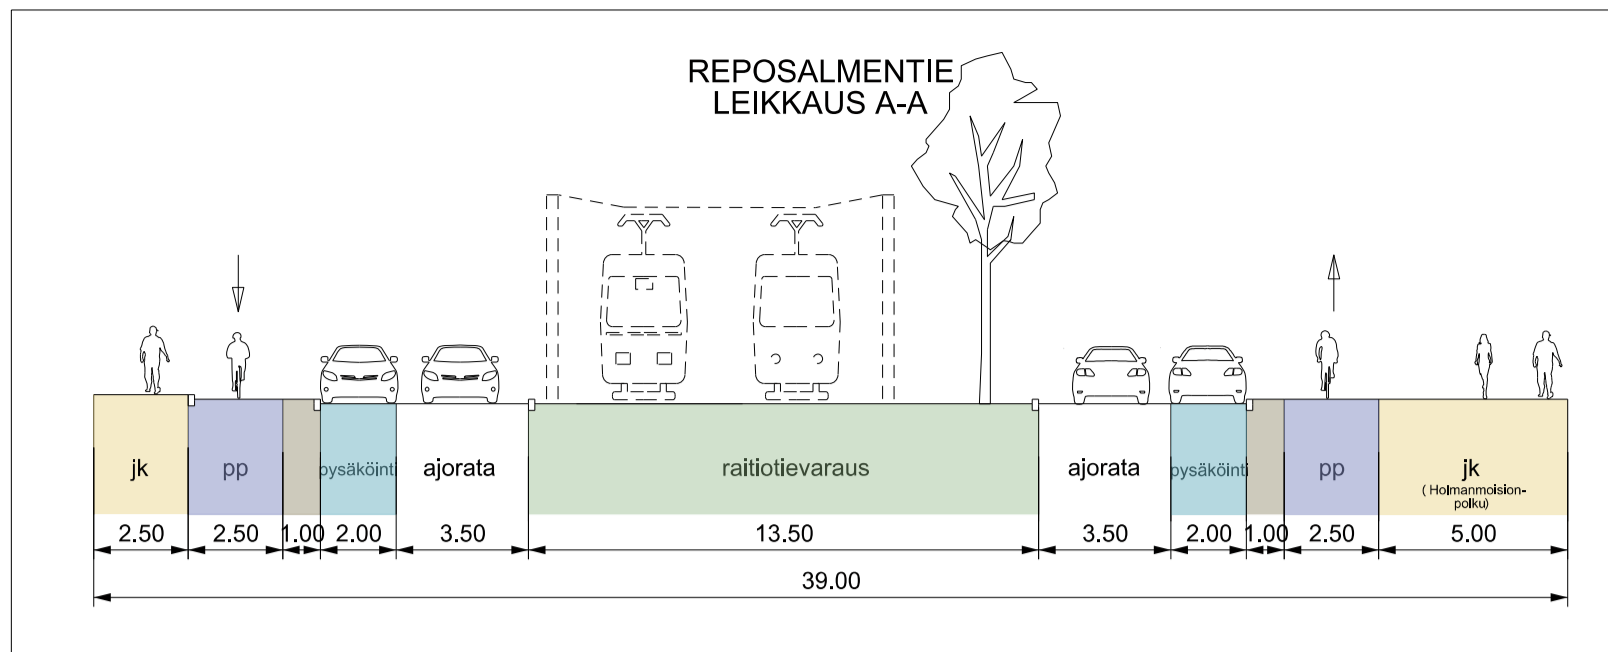 REPOSALMENTIE
LEIKKAUS A-A
jk
pp
pysäköinti
ajorata
raitiotievaraus
ajorata
pysäköinti
pp
jk
( Holmanmoision-
polku)
2.50
2.50
1.00
2.00
3.50
13.50
3.50
2.00
1.00
2.50
5.00
39.00